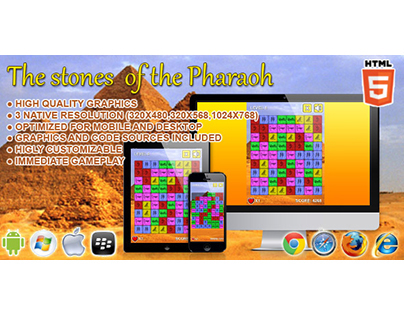 HTML
5
The stones of the Pharaoh
● HIGH QUALITY GRAPHICS
● 3 NATIVE RESOLUTION (320X480,320X568,1024X768)
● OPTIMIZED FOR MOBILE AND DESKTOP
● GRAPHICS AND CODE SOURCES INCLUDED
● HIGLY CUSTOMIZABLE
● IMMEDIATE GAMEPLAY